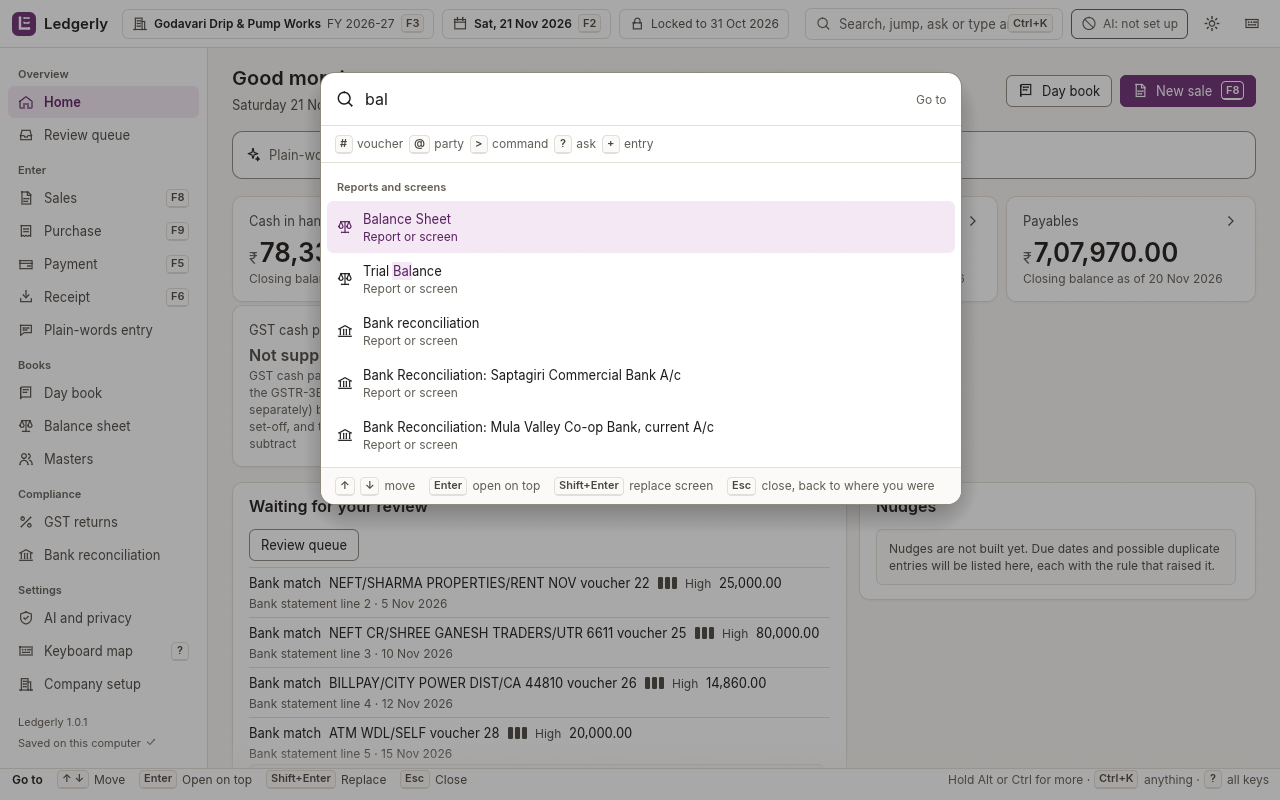 Ledgerly
Godavari Drip & Pump Works FY 2026-27 F3
Sat, 21 Nov 2026 F2
Locked to 31 Oct 2026
Search, jump, ask or type a Ctrl+K
AI: not set up
Overview
Home
Review queue
Enter
Sales F8
Purchase F9
Payment F5
Receipt F6
Plain-words entry
Books
Day book
Balance sheet
Masters
Compliance
GST returns
Bank reconciliation
Settings
AI and privacy
Keyboard map ?
Company setup
Ledgerly 1.0.1
Saved on this computer
Saturday 21
Day book
New sale F8
bal
Go to
# voucher @ party > command ? ask + entry
Reports and screens
Balance Sheet
Report or screen
Trial Balance
Report or screen
Bank reconciliation
Report or screen
Bank Reconciliation: Saptagiri Commercial Bank A/c
Report or screen
Bank Reconciliation: Mula Valley Co-op Bank, current A/c
Report or screen
↑ ↓ move Enter open on top Shift+Enter replace screen Esc close, back to where you were
Payables
₹7,07,970.00
Closing balance as of 20 Nov 2026
Cash in
Closing
GST cash
GST cash
the GSTR-3B
separately)
set-off, and
subtract
Waiting for your review
Review queue
Bank match NEFT/SHARMA PROPERTIES/RENT NOV voucher 22 High 25,000.00
Bank statement line 2 · 5 Nov 2026
Bank match NEFT CR/SHREE GANESH TRADERS/UTR 6611 voucher 25 High 80,000.00
Bank statement line 3 · 10 Nov 2026
Bank match BILLPAY/CITY POWER DIST/CA 44810 voucher 26 High 14,860.00
Bank statement line 4 · 12 Nov 2026
Bank match ATM WDL/SELF voucher 28 High 20,000.00
Bank statement line 5 · 15 Nov 2026
Nudges
Nudges are not built yet. Due dates and possible duplicate
entries will be listed here, each with the rule that raised it.
Go to ↑ ↓ Move Enter Open on top Shift+Enter Replace Esc Close
Hold Alt or Ctrl for more · Ctrl+K anything · ? all keys